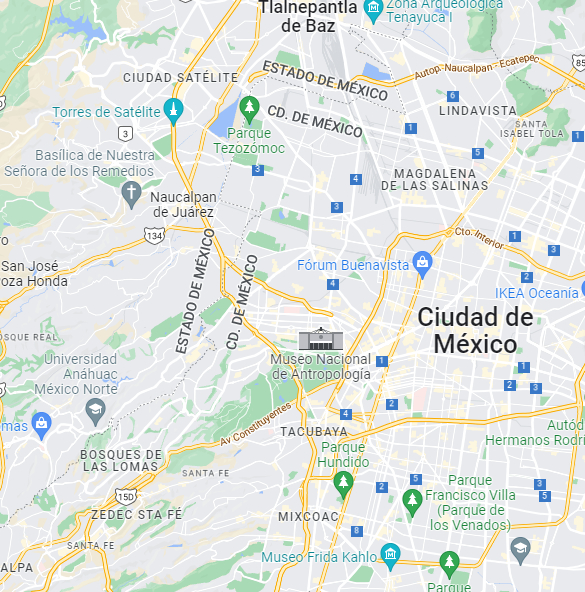 Tlalnepantla
de Baz
Zona Arqueológica
Tenayuca I
CIUDAD SATÉLITE
ESTADO DE MÉXICO
Autop. Naucalpan - Ecatepec
85
6
Torres de Satélite
CD. DE MÉXICO
LINDAVISTA
Parque
Tezozómoc
1
SANTA
ISABEL TOLA
1
3
Basílica de Nuestra
Señora de los Remedios
5
3
MAGDALENA
DE LAS SALINAS
4
Naucalpan
de Juárez
3
134
Cto. Interior
1
3
San José
oza Honda
ESTADO DE MÉXICO
CD. DE MÉXICO
Fórum Buenavista
2
4
IKEA Oceanía
Ciudad de
México
OSQUE REAL
Universidad
Anáhuac
México Norte
Museo Nacional
de Antropología
1
3
2
3
2
4
mas
Av Constituyentes
TACUBAYA
Autód
Hermanos Rodri
BOSQUES DE
LAS LOMAS
Parque
Hundido
SANTA FE
5
2
Parque
Francisco Villa
(Parque de
los Venados)
3
5
15D
ZEDEC STA FÉ
MIXCOAC
8
SANTA FE
Museo Frida Kahlo
ALPA
Parque